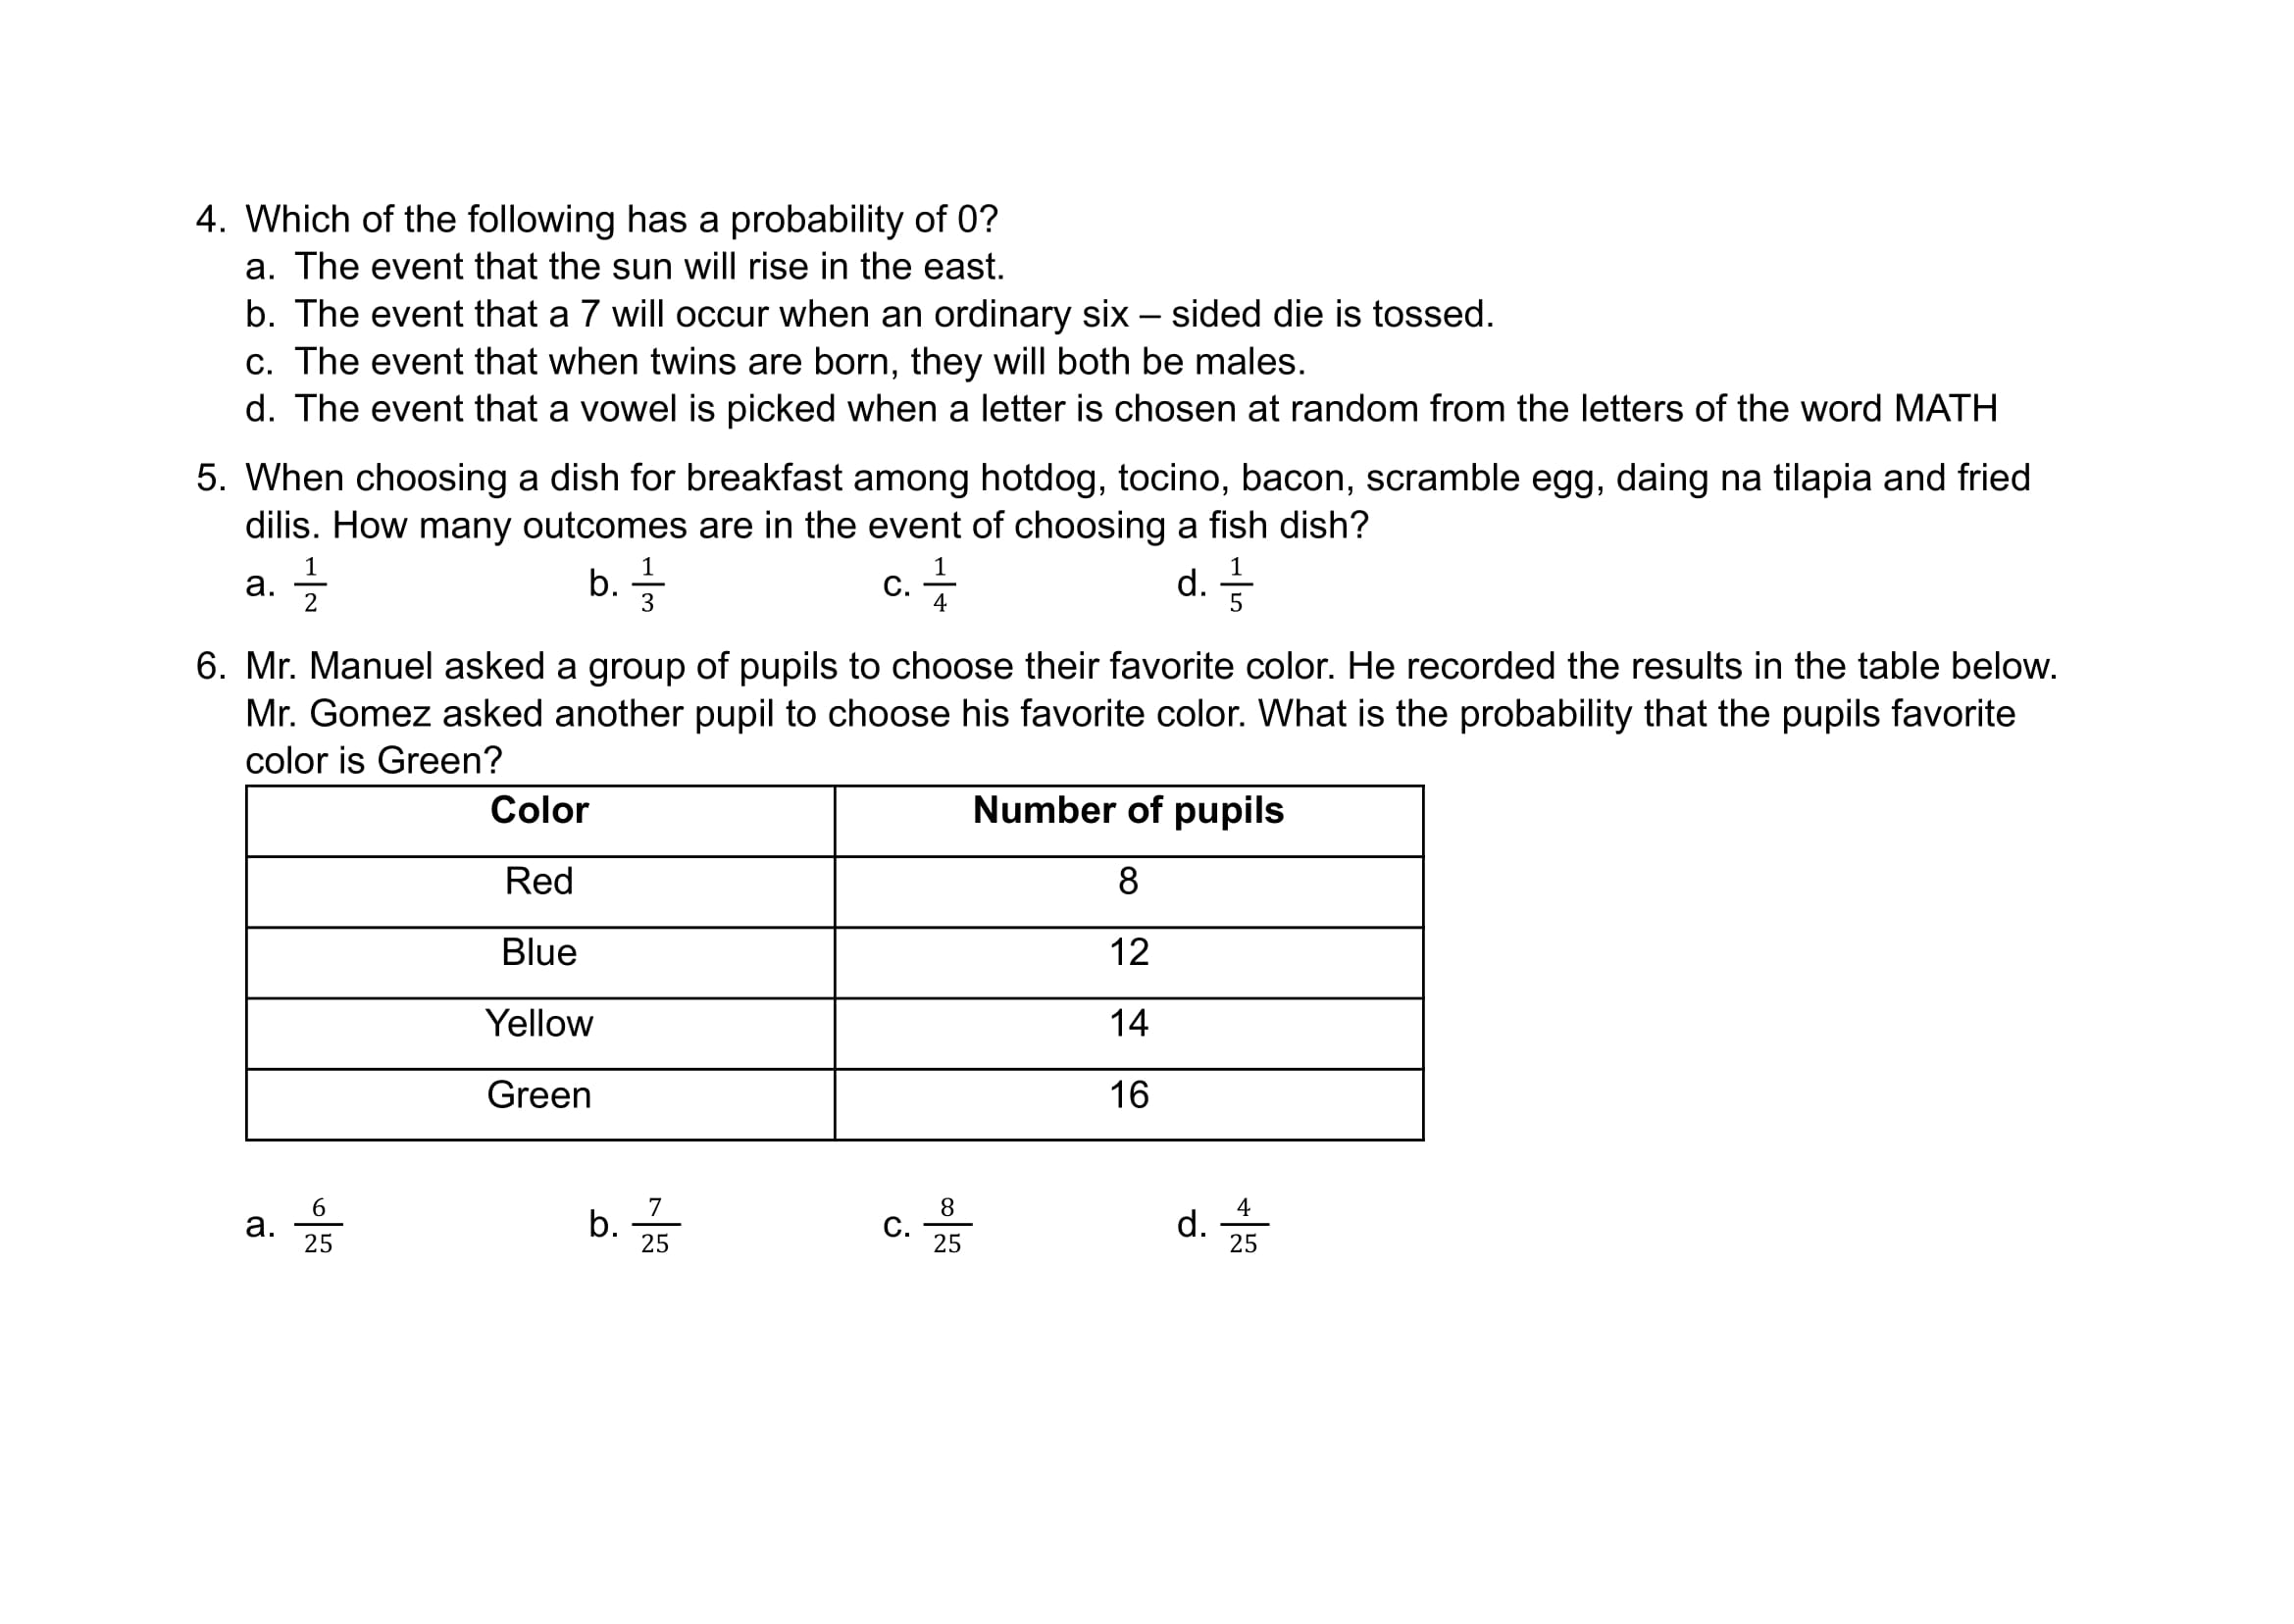 4. Which of the following has a probability of 0?
a. The event that the sun will rise in the east.
b. The event that a 7 will occur when an ordinary six – sided die is tossed.
c. The event that when twins are born, they will both be males.
d. The event that a vowel is picked when a letter is chosen at random from the letters of the word MATH
5. When choosing a dish for breakfast among hotdog, tocino, bacon, scramble egg, daing na tilapia and fried
dilis. How many outcomes are in the event of choosing a fish dish?
a. 1/2 b. 1/3 c. 1/4 d. 1/5
6. Mr. Manuel asked a group of pupils to choose their favorite color. He recorded the results in the table below.
Mr. Gomez asked another pupil to choose his favorite color. What is the probability that the pupils favorite
color is Green?
Color Number of pupils
Red 8
Blue 12
Yellow 14
Green 16
a. 6/25 b. 7/25 c. 8/25 d. 4/25